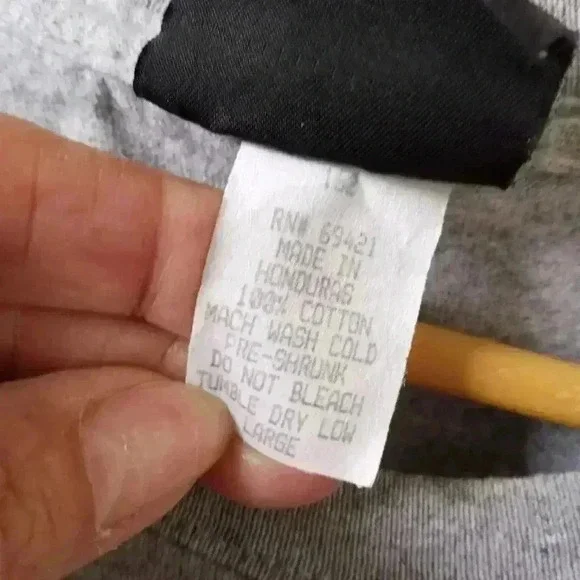 RN# 69421
MADE IN
HONDURAS
100% COTTON
MACH WASH COLD
PRE-SHRUNK
DO NOT BLEACH
TUMBLE DRY LOW
LARGE